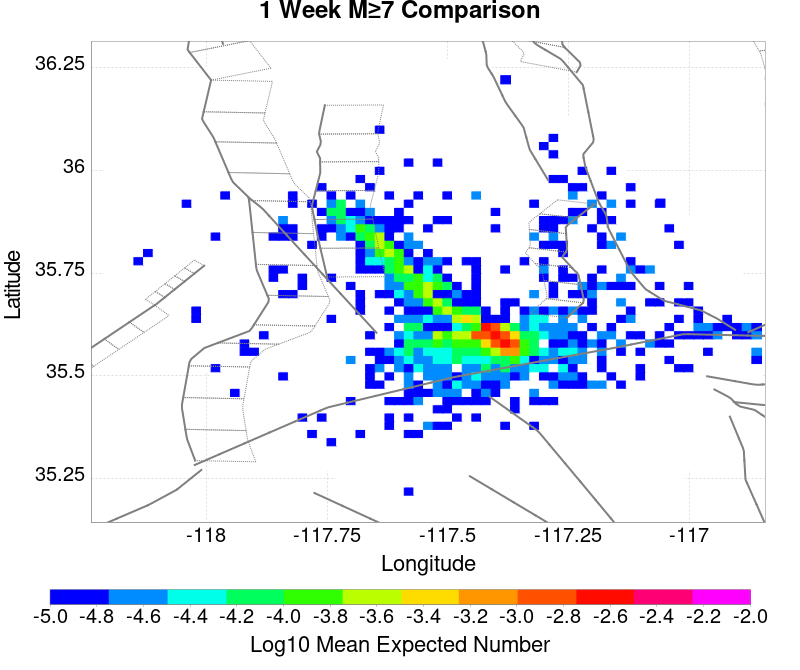 1 Week M≥7 Comparison
36.25
36
35.75
35.5
35.25
Latitude
-118 -117.75 -117.5 -117.25 -117
Longitude
-5.0 -4.8 -4.6 -4.4 -4.2 -4.0 -3.8 -3.6 -3.4 -3.2 -3.0 -2.8 -2.6 -2.4 -2.2 -2.0
Log10 Mean Expected Number